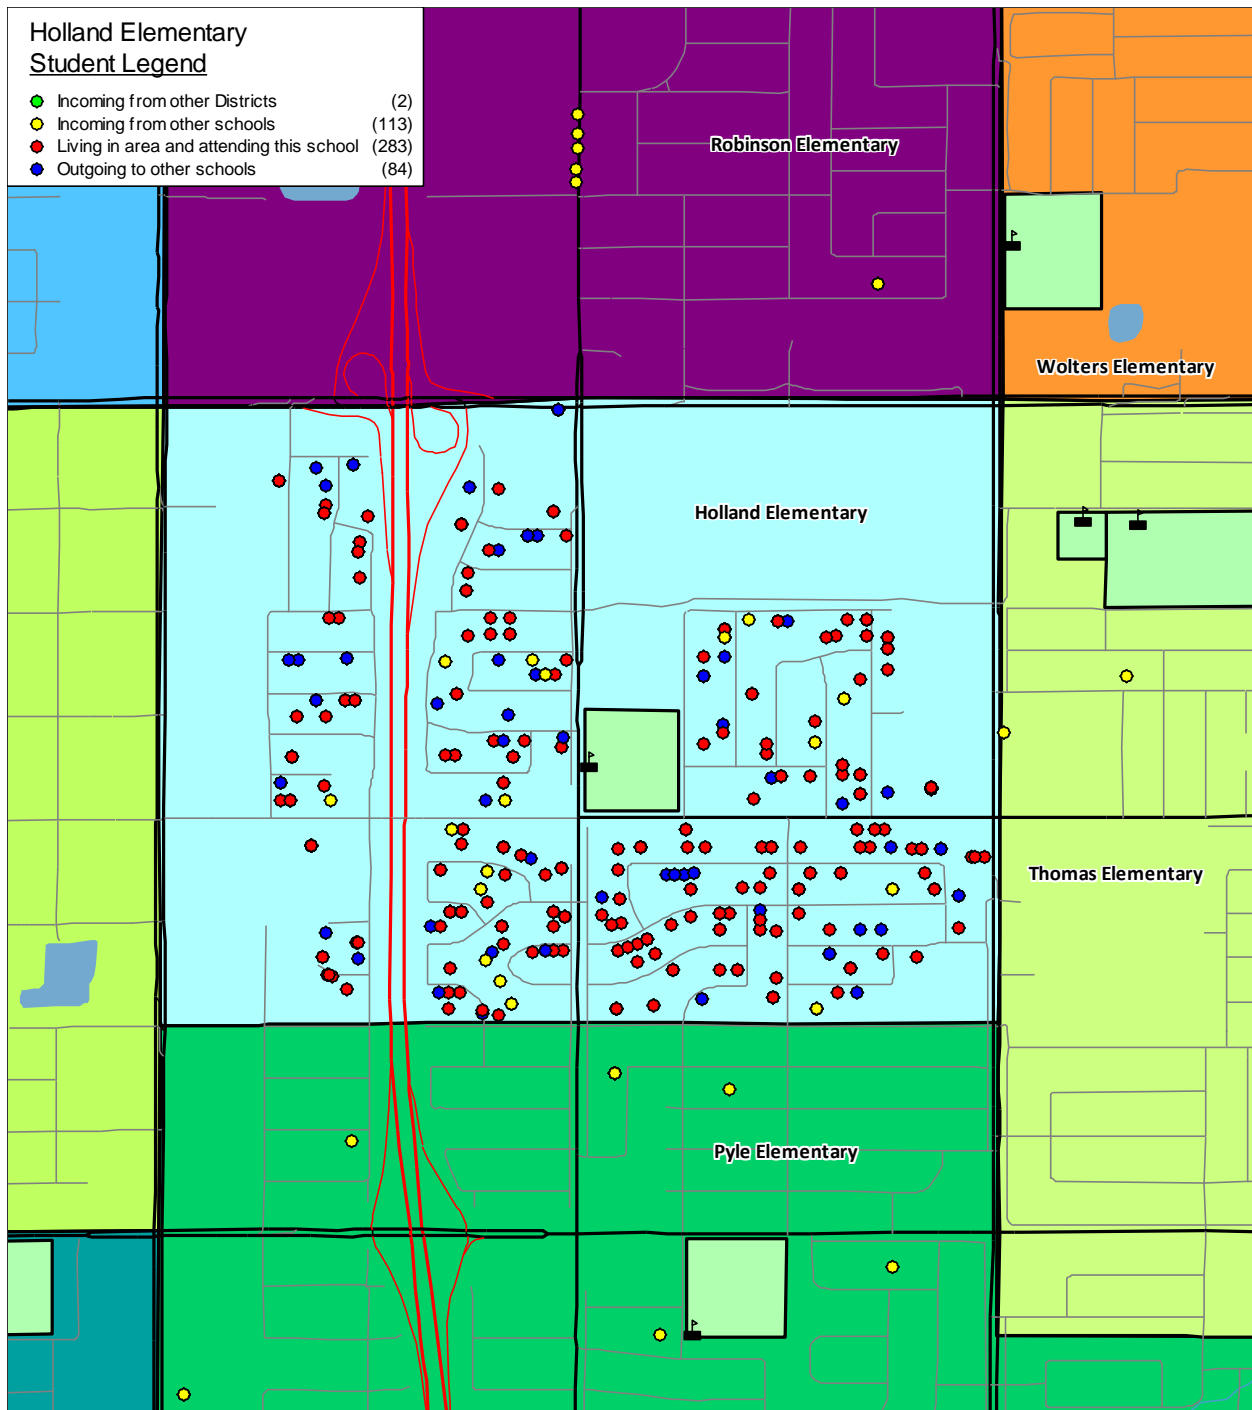 Holland Elementary
Student Legend
Incoming from other Districts (2)
Incoming from other schools (113)
Living in area and attending this school (283)
Outgoing to other schools (84)
Robinson Elementary
Wolters Elementary
Holland Elementary
Thomas Elementary
Pyle Elementary